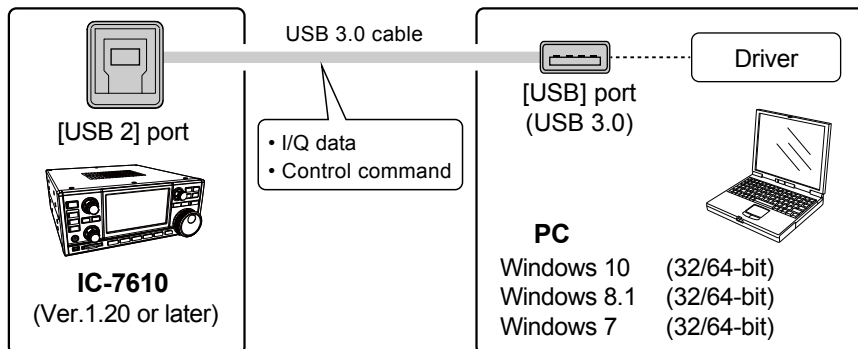 USB 3.0 cable
[USB 2] port
• I/Q data
• Control command
[USB] port
(USB 3.0)
Driver
IC-7610
(Ver.1.20 or later)
PC
Windows 10 (32/64-bit)
Windows 8.1 (32/64-bit)
Windows 7 (32/64-bit)